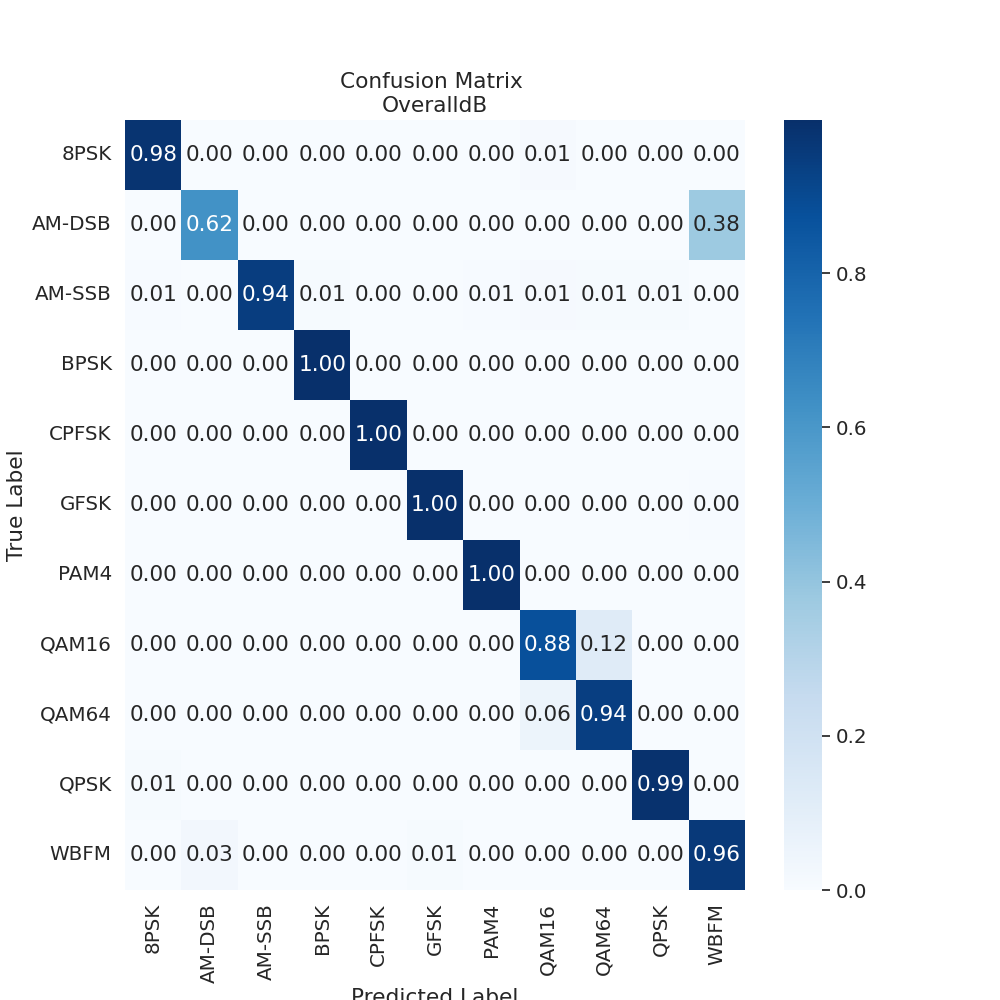 Confusion Matrix
OveralldB
8PSK 0.98 0.00 0.00 0.00 0.00 0.00 0.00 0.01 0.00 0.00 0.00
AM-DSB 0.00 0.62 0.00 0.00 0.00 0.00 0.00 0.00 0.00 0.00 0.38
AM-SSB 0.01 0.00 0.94 0.01 0.00 0.00 0.01 0.01 0.01 0.01 0.00
BPSK 0.00 0.00 0.00 1.00 0.00 0.00 0.00 0.00 0.00 0.00 0.00
CPFSK 0.00 0.00 0.00 0.00 1.00 0.00 0.00 0.00 0.00 0.00 0.00
GFSK 0.00 0.00 0.00 0.00 0.00 1.00 0.00 0.00 0.00 0.00 0.00
PAM4 0.00 0.00 0.00 0.00 0.00 0.00 1.00 0.00 0.00 0.00 0.00
QAM16 0.00 0.00 0.00 0.00 0.00 0.00 0.00 0.88 0.12 0.00 0.00
QAM64 0.00 0.00 0.00 0.00 0.00 0.00 0.00 0.06 0.94 0.00 0.00
QPSK 0.01 0.00 0.00 0.00 0.00 0.00 0.00 0.00 0.00 0.99 0.00
WBFM 0.00 0.03 0.00 0.00 0.00 0.01 0.00 0.00 0.00 0.00 0.96
8PSK AM-DSB AM-SSB BPSK CPFSK GFSK PAM4 QAM16 QAM64 QPSK WBFM
Predicted Label
True Label
0.8
0.6
0.4
0.2
0.0